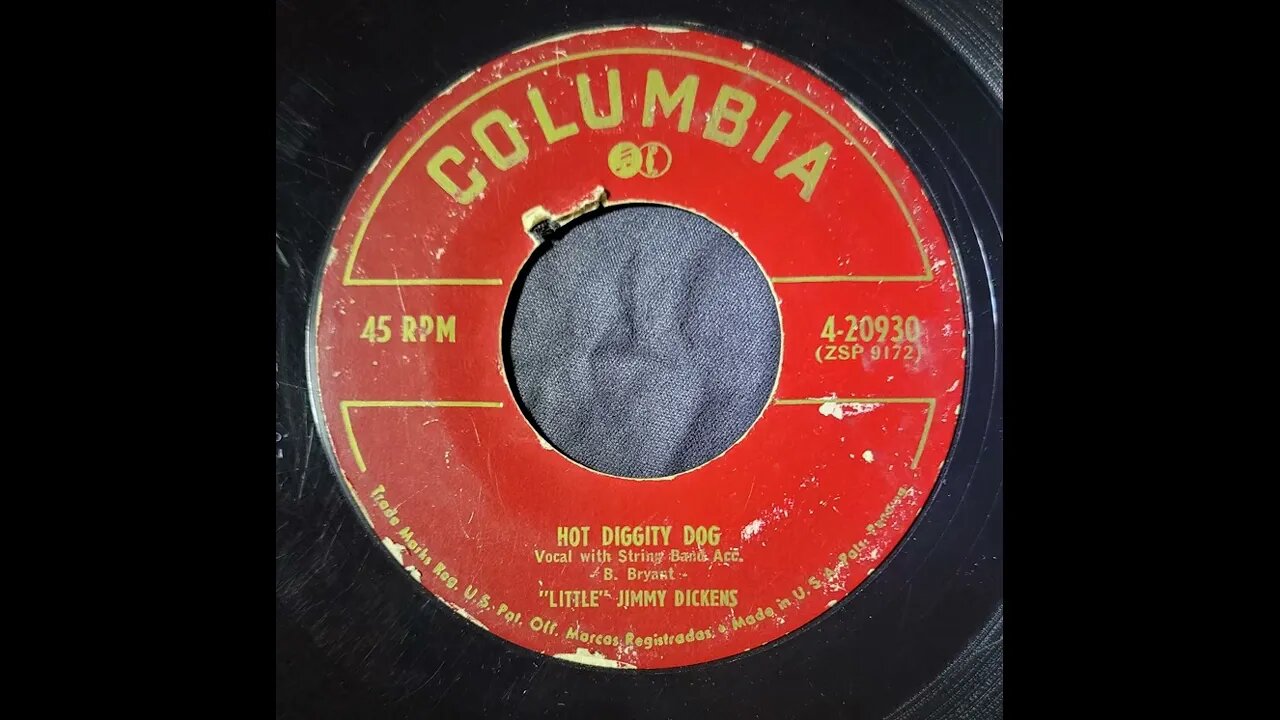 COLUMBIA
45 RPM
4-20930
(ZSP 9172)
HOT DIGGITY DOG
Vocal with String Band Acc.
- B. Bryant -
"LITTLE" JIMMY DICKENS
Trade Marks Reg. U.S. Pat. Off. Marcas Registradas. • Made in U.S.A. Pats. Pending